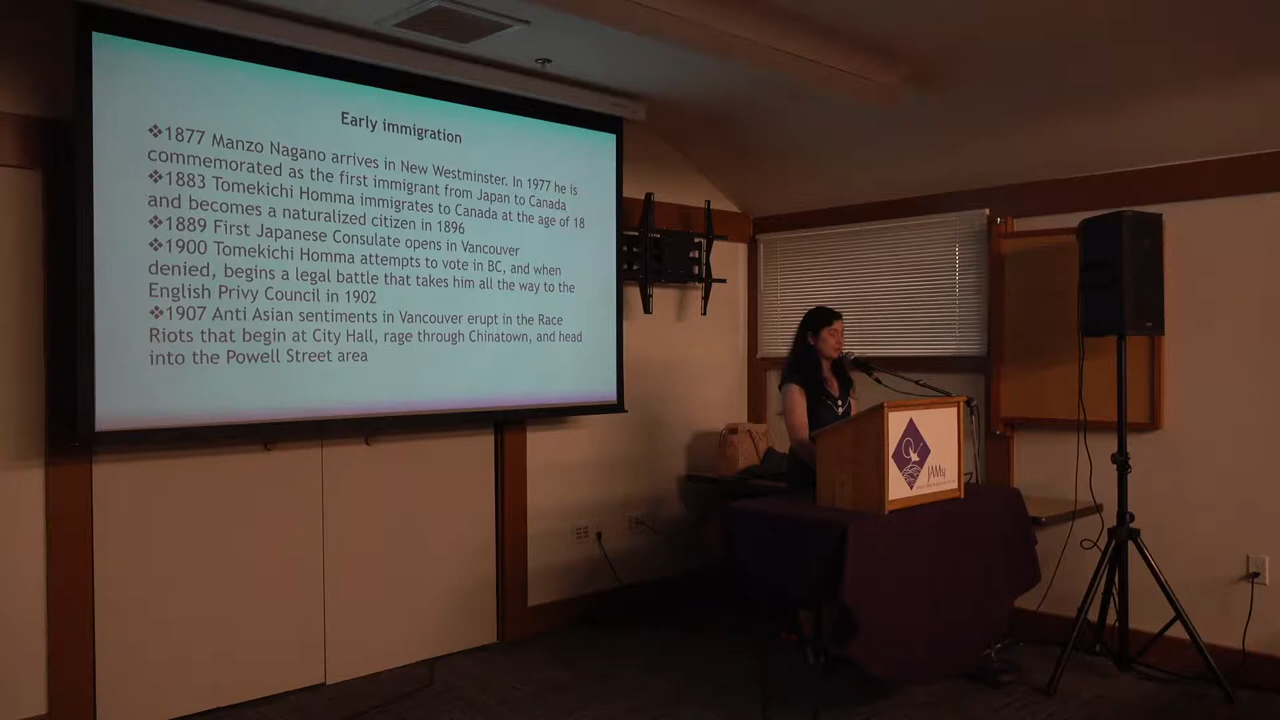 Early immigration
❖1877 Manzo Nagano arrives in New Westminster. In 1977 he is
commemorated as the first immigrant from Japan to Canada
❖1883 Tomekichi Homma immigrates to Canada at the age of 18
and becomes a naturalized citizen in 1896
❖1889 First Japanese Consulate opens in Vancouver
❖1900 Tomekichi Homma attempts to vote in BC, and when
denied, begins a legal battle that takes him all the way to the
English Privy Council in 1902
❖1907 Anti Asian sentiments in Vancouver erupt in the Race
Riots that begin at City Hall, rage through Chinatown, and head
into the Powell Street area
JAMsj